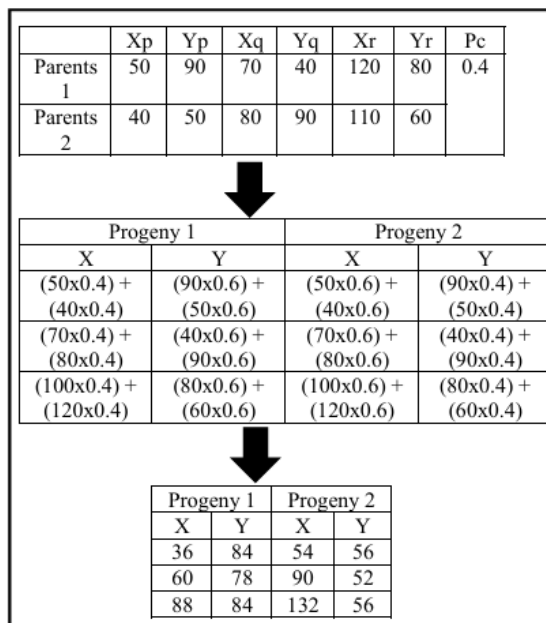 Xp Yp Xq Yq Xr Yr Pc
Parents 50 90 70 40 120 80 0.4
1
Parents 40 50 80 90 110 60
2
Progeny 1 Progeny 2
X Y X Y
(50x0.4) + (90x0.6) + (50x0.6) + (90x0.4) +
(40x0.4) (50x0.6) (40x0.6) (50x0.4)
(70x0.4) + (40x0.6) + (70x0.6) + (40x0.4) +
(80x0.4) (90x0.6) (80x0.6) (90x0.4)
(100x0.4) + (80x0.6) + (100x0.6) + (80x0.4) +
(120x0.4) (60x0.6) (120x0.6) (60x0.4)
Progeny 1 Progeny 2
X Y X Y
36 84 54 56
60 78 90 52
88 84 132 56